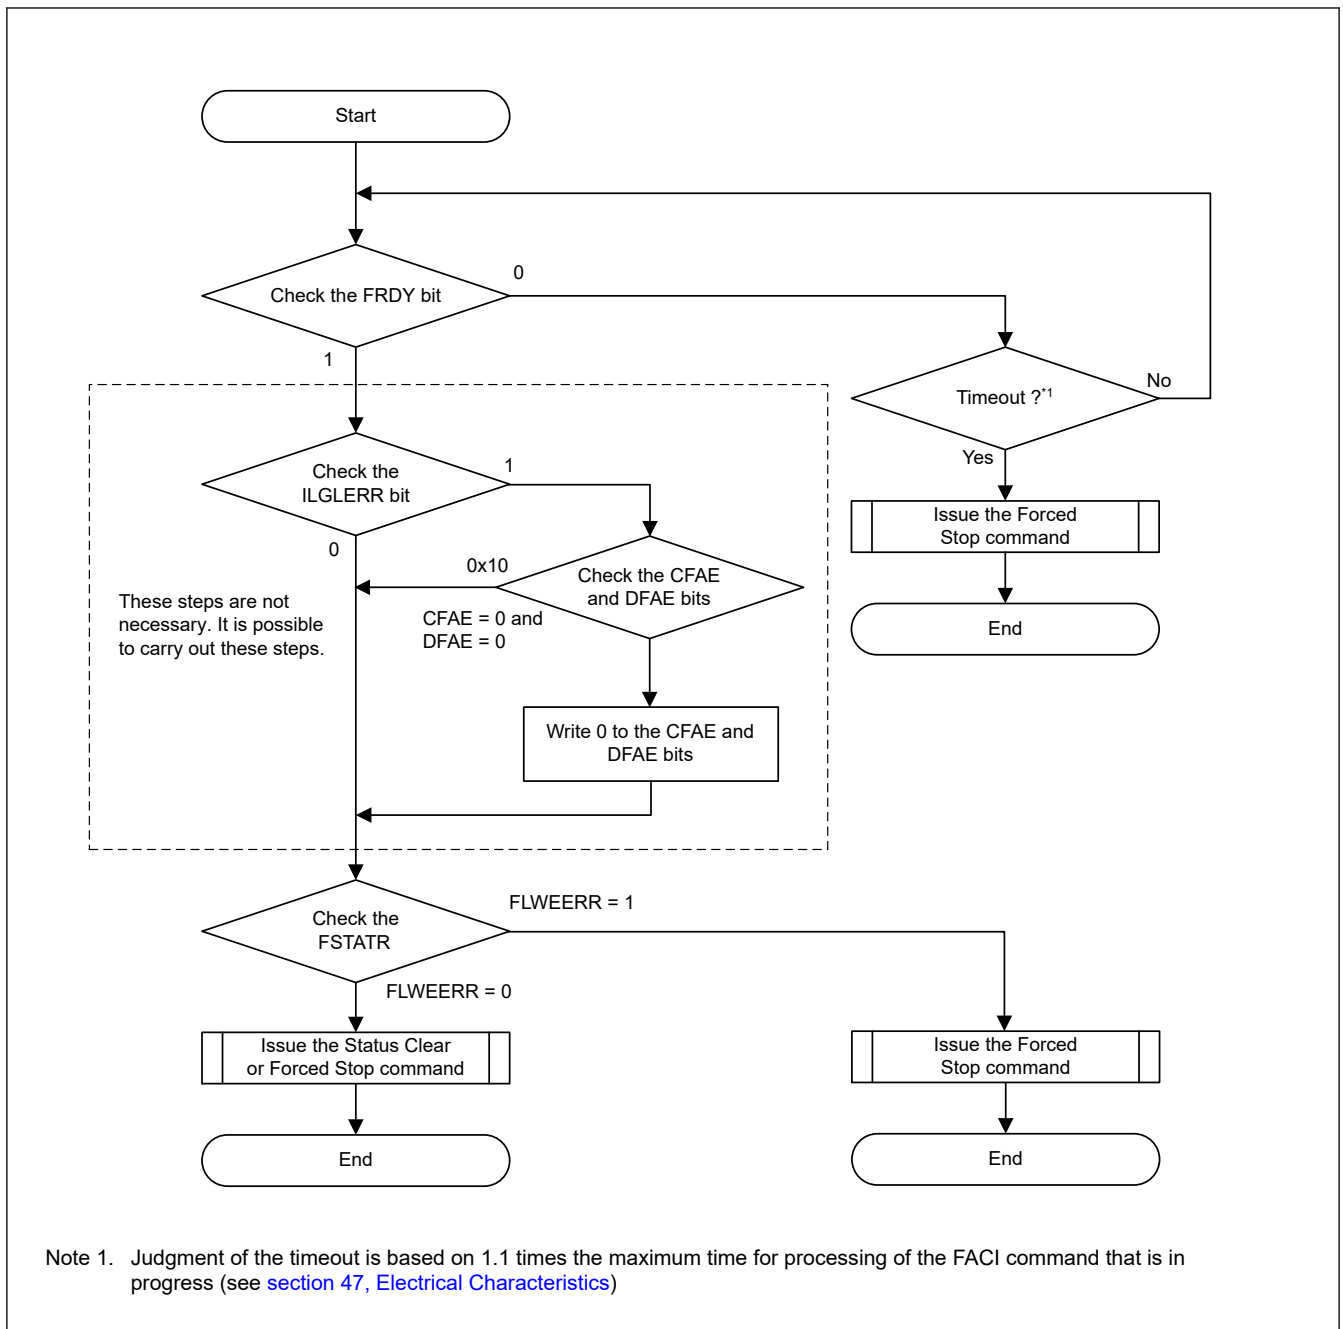 Start
Check the FRDY bit
0
1
Timeout ?*1
No
Yes
Issue the Forced
Stop command
End
Check the
ILGLERR bit
1
0
Check the CFAE
and DFAE bits
0x10
CFAE = 0 and
DFAE = 0
These steps are not
necessary. It is possible
to carry out these steps.
Write 0 to the CFAE and
DFAE bits
Check the
FSTATR
FLWEERR = 1
FLWEERR = 0
Issue the Status Clear
or Forced Stop command
End
Issue the Forced
Stop command
End
Note 1. Judgment of the timeout is based on 1.1 times the maximum time for processing of the FACI command that is in
progress (see section 47, Electrical Characteristics)